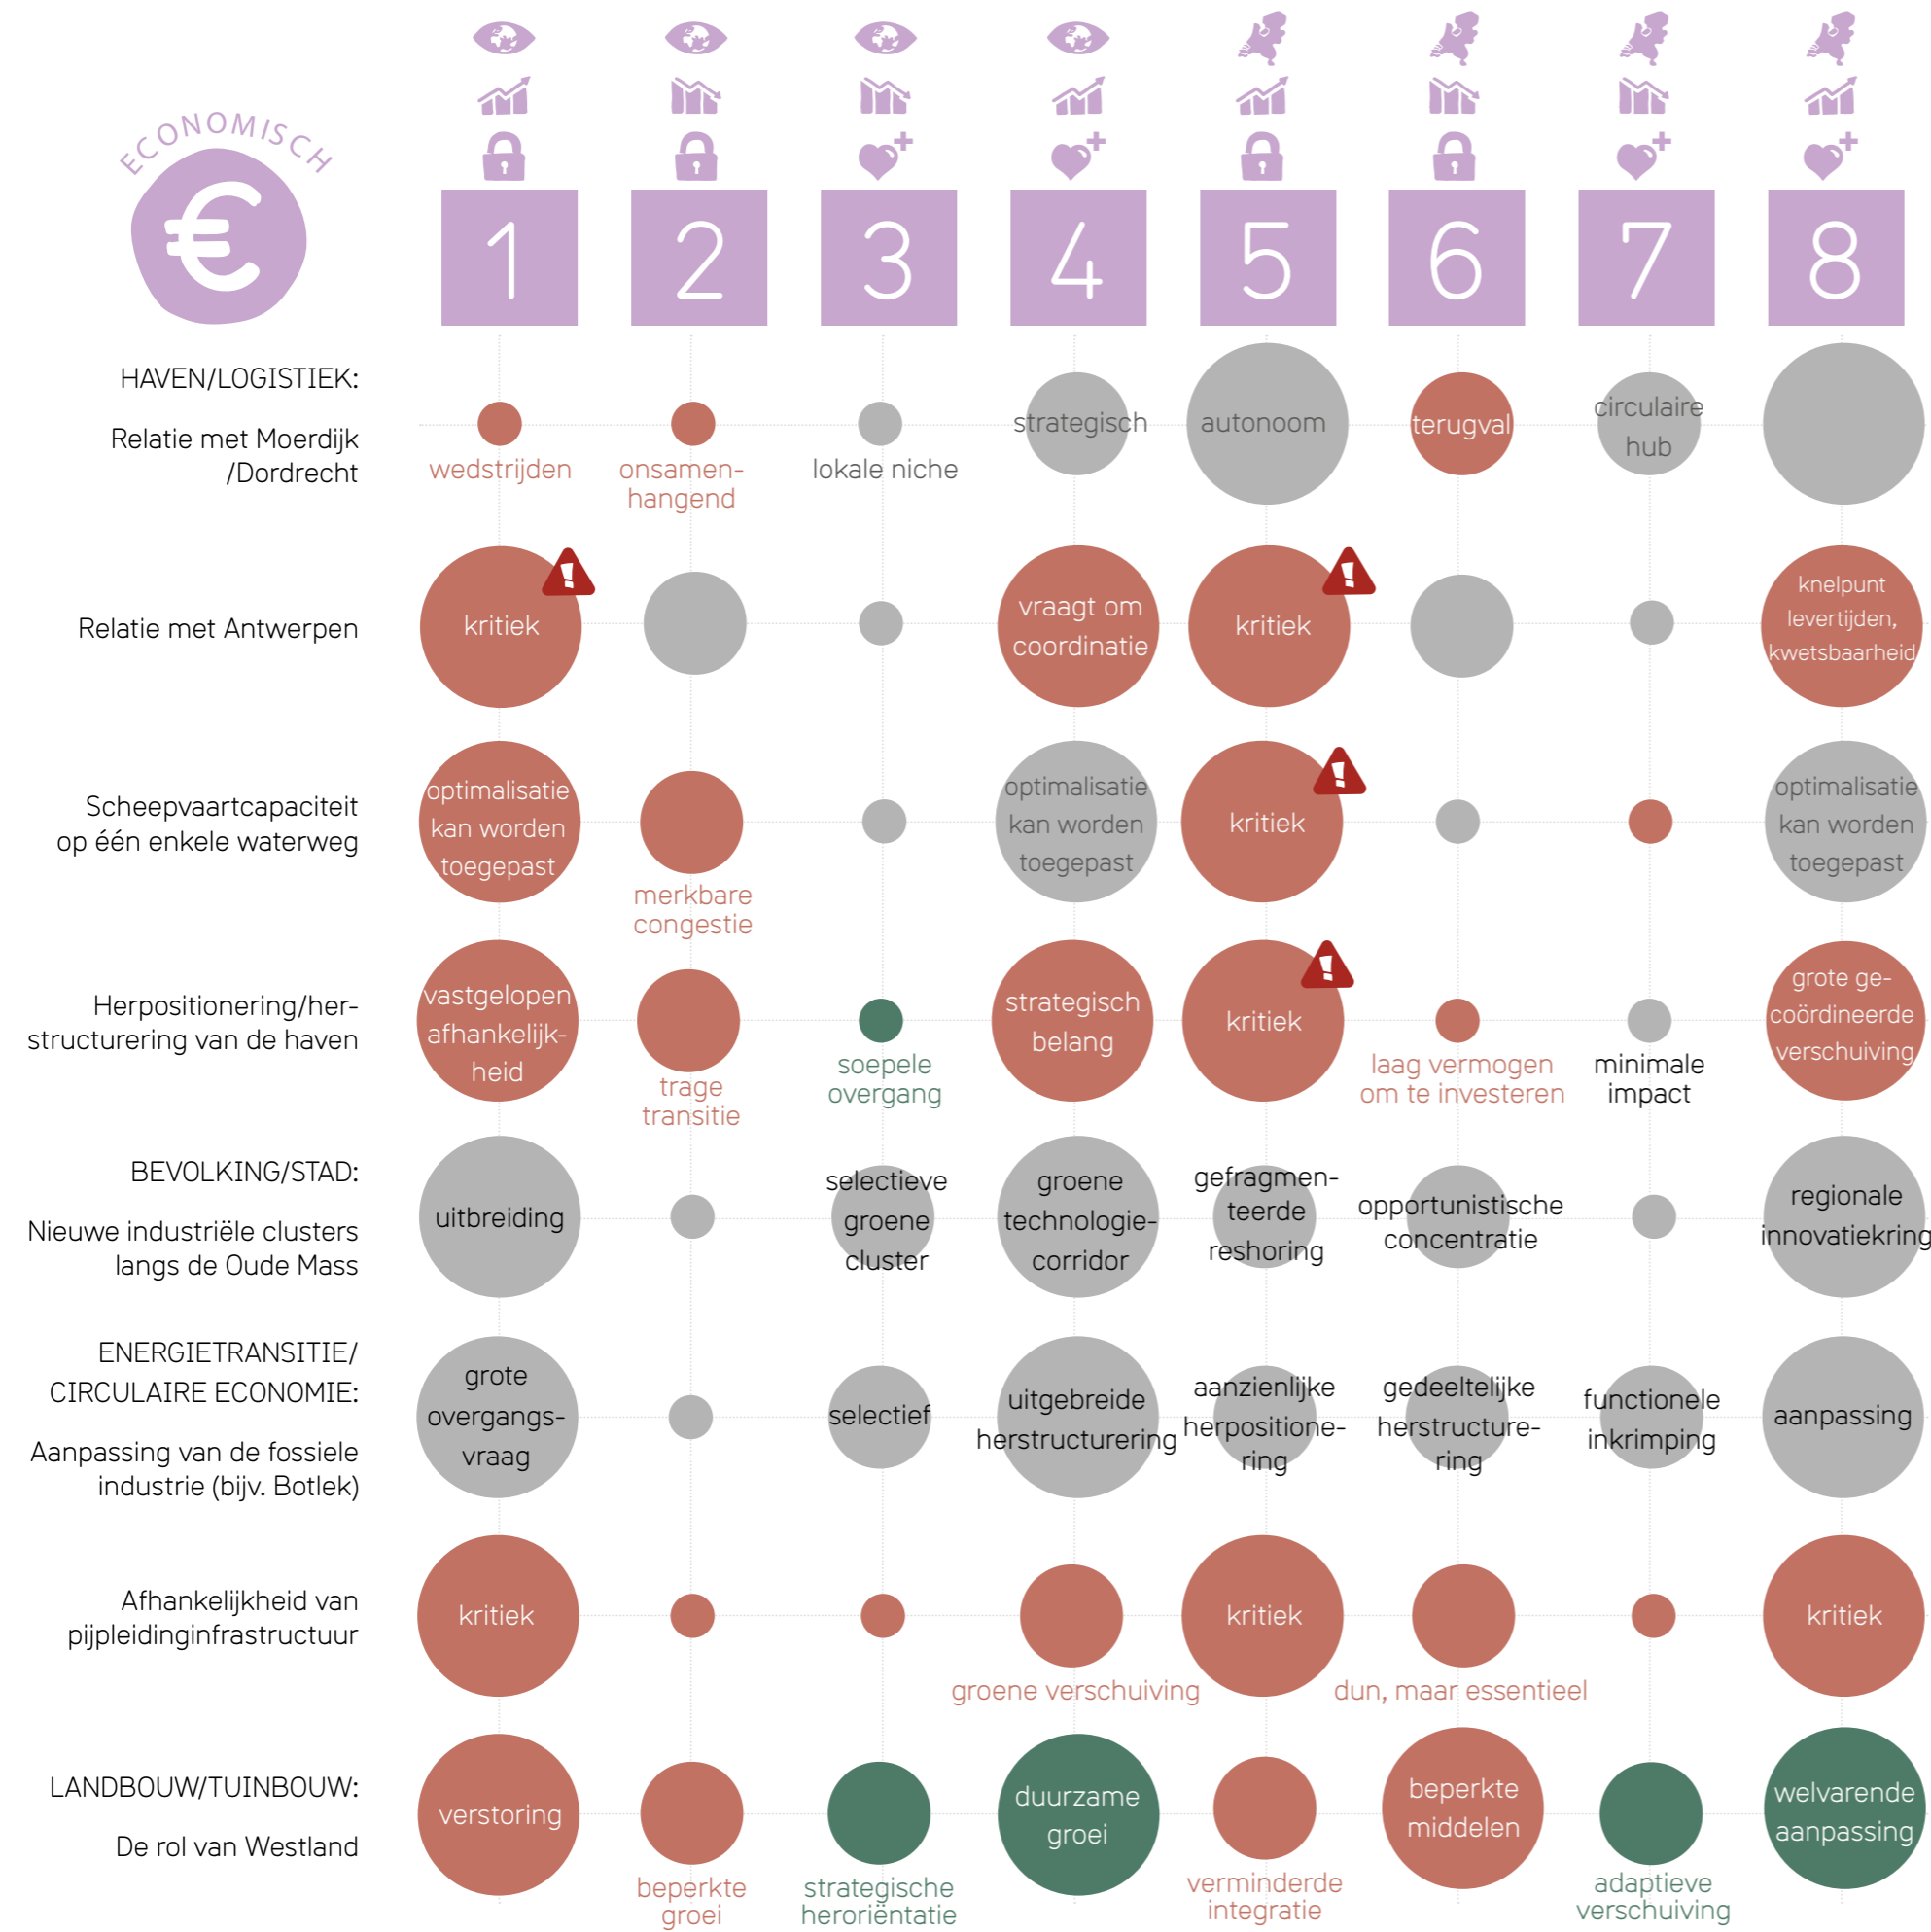 ECONOMISCH
€
1
2
3
4
5
6
7
8
HAVEN/LOGISTIEK:
Relatie met Moerdijk
/Dordrecht
wedstrijden
onsamen-
hangend
lokale niche
strategisch
autonoom
terugval
circulaire
hub
Relatie met Antwerpen
kritiek
!
vraagt om
coordinatie
kritiek
!
knelpunt
levertijden,
kwetsbaarheid
Scheepvaartcapaciteit
op één enkele waterweg
optimalisatie
kan worden
toegepast
merkbare
congestie
optimalisatie
kan worden
toegepast
kritiek
!
optimalisatie
kan worden
toegepast
Herpositionering/her-
structurering van de haven
vastgelopen
afhankelijk-
heid
trage
transitie
soepele
overgang
strategisch
belang
kritiek
!
laag vermogen
om te investeren
minimale
impact
grote ge-
coördineerde
verschuiving
BEVOLKING/STAD:
Nieuwe industriële clusters
langs de Oude Mass
uitbreiding
selectieve
groene
cluster
groene
technologie-
corridor
gefragmen-
teerde
reshoring
opportunistische
concentratie
regionale
innovatiekring
ENERGIETRANSITIE/
CIRCULAIRE ECONOMIE:
Aanpassing van de fossiele
industrie (bijv. Botlek)
grote
overgangs-
vraag
selectief
uitgebreide
herstructurering
aanzienlijke
herpositione-
ring
gedeeltelijke
herstructure-
ring
functionele
inkrimping
aanpassing
Afhankelijkheid van
pijpleidinginfrastructuur
kritiek
groene verschuiving
kritiek
dun, maar essentieel
kritiek
LANDBOUW/TUINBOUW:
De rol van Westland
verstoring
beperkte
groei
strategische
heroriëntatie
duurzame
groei
verminderde
integratie
beperkte
middelen
adaptieve
verschuiving
welvarende
aanpassing